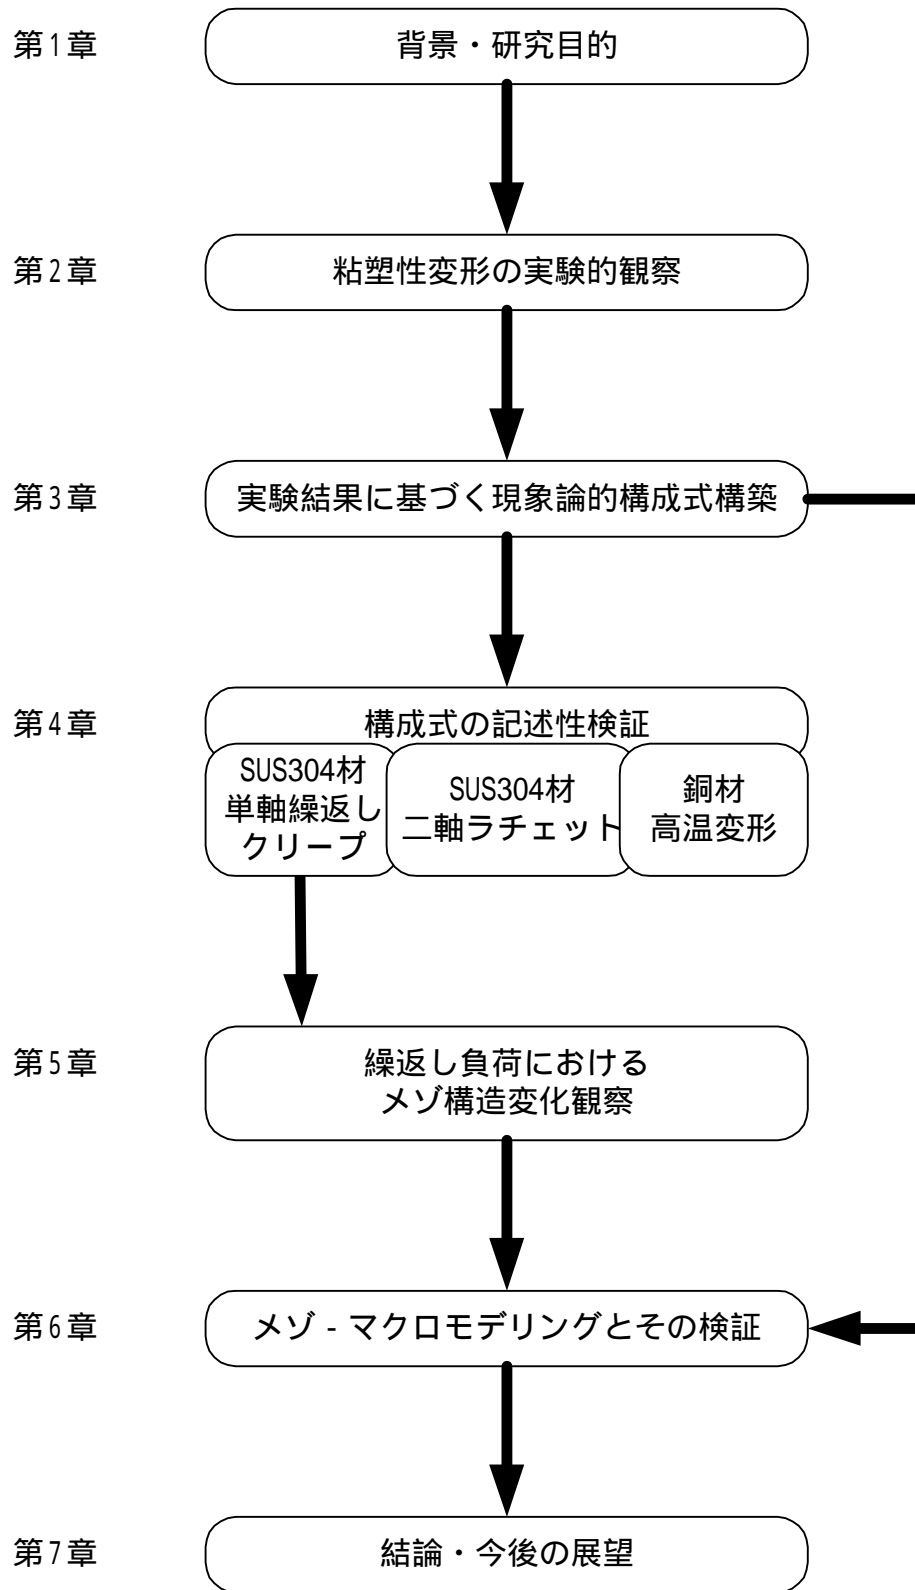 第1章
背景・研究目的
第2章
粘塑性変形の実験的観察
第3章
実験結果に基づく現象論的構成式構築
第4章
構成式の記述性検証
SUS304材
単軸繰返し
クリープ
SUS304材
二軸ラチェット
銅材
高温変形
第5章
繰返し負荷における
メゾ構造変化観察
第6章
メゾ - マクロモデリングとその検証
第7章
結論・今後の展望